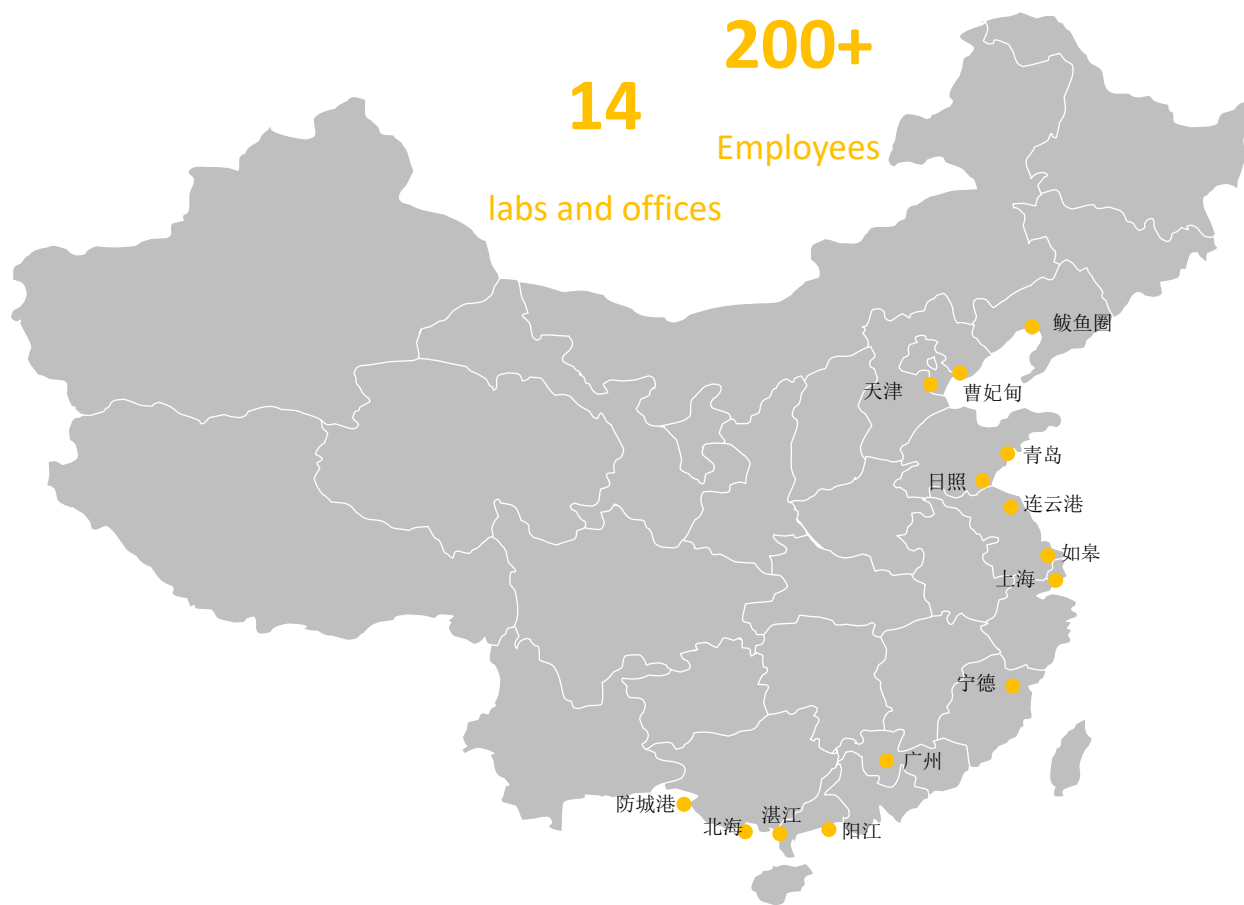 200+
14
Employees
labs and offices
鲅鱼圈
天津
曹妃甸
青岛
日照
连云港
如皋
上海
宁德
广州
防城港
北海
湛江
阳江